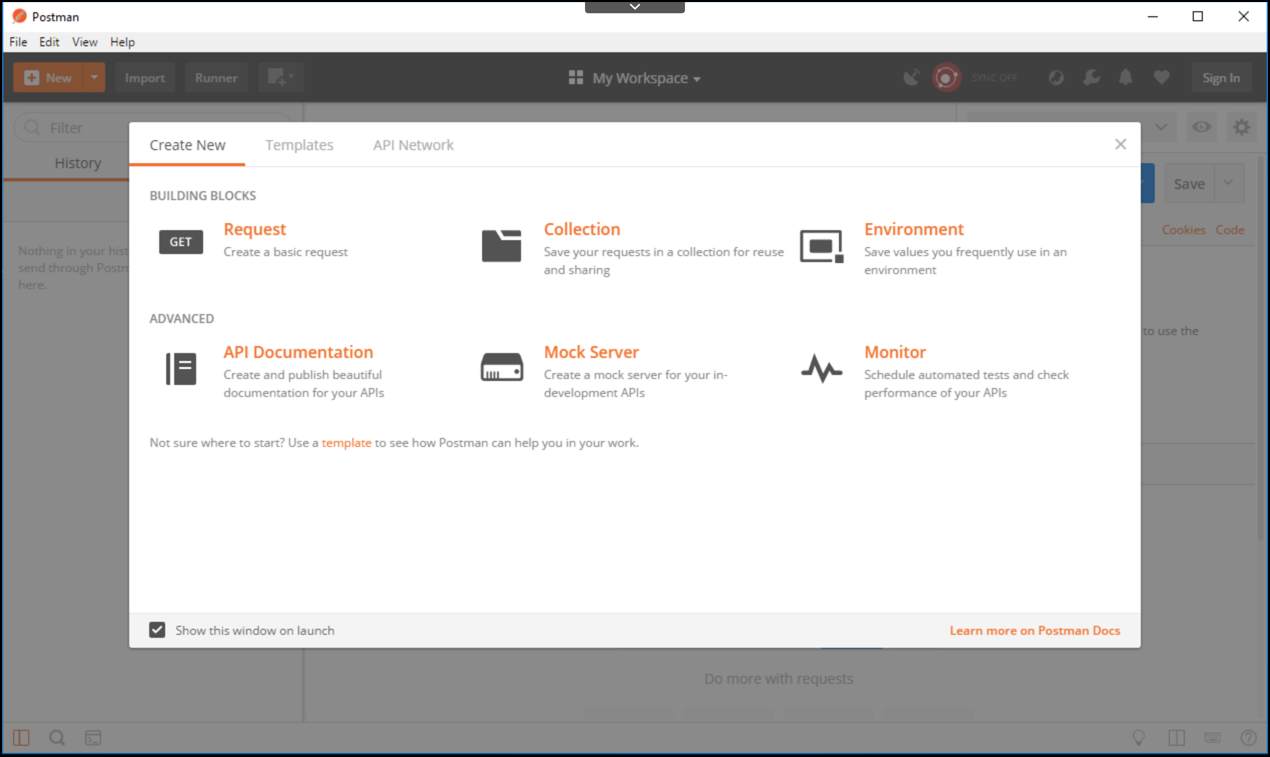 Postman
File Edit View Help
New Import Runner My Workspace SYNC OFF Sign In
Filter
History
Nothing in your hist
send through Postm
here.
Save
Cookies Code
to use the
Create New Templates API Network
BUILDING BLOCKS
GET
Request
Create a basic request
Collection
Save your requests in a collection for reuse
and sharing
Environment
Save values you frequently use in an
environment
ADVANCED
API Documentation
Create and publish beautiful
documentation for your APIs
Mock Server
Create a mock server for your in-
development APIs
Monitor
Schedule automated tests and check
performance of your APIs
Not sure where to start? Use a template to see how Postman can help you in your work.
Show this window on launch
Learn more on Postman Docs
Do more with requests